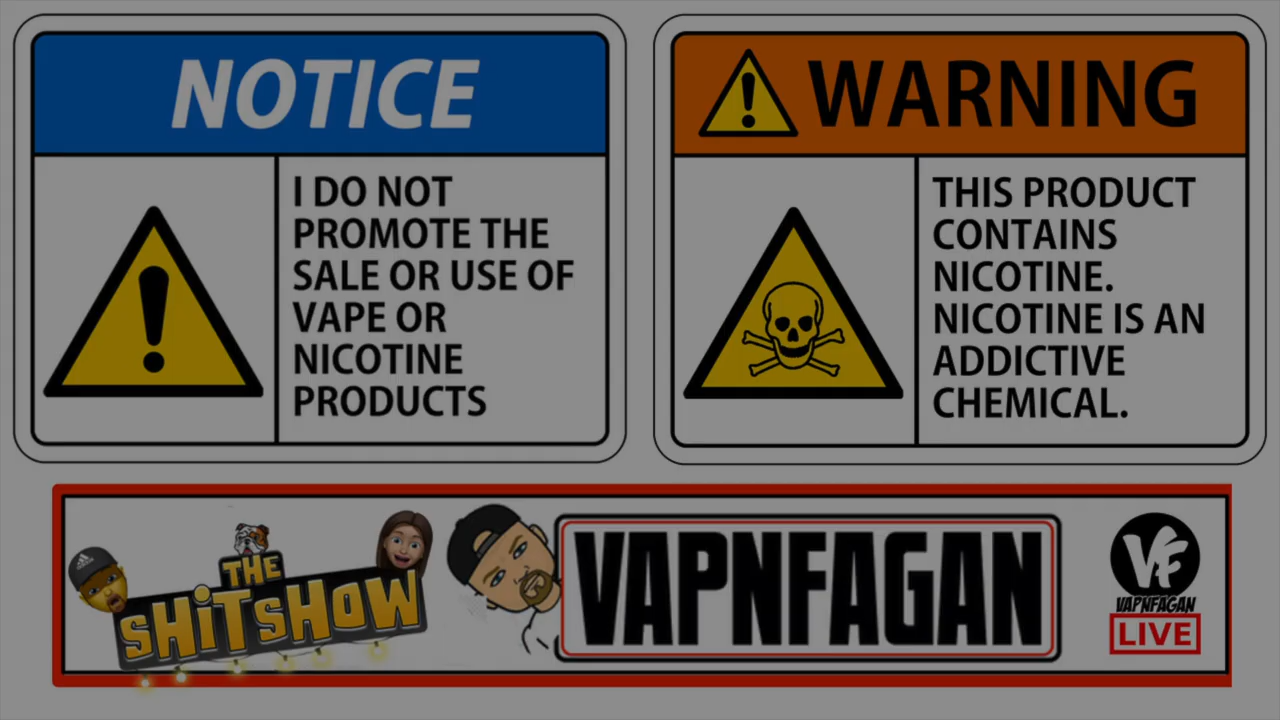 NOTICE
I DO NOT
PROMOTE THE
SALE OR USE OF
VAPE OR
NICOTINE
PRODUCTS
WARNING
THIS PRODUCT
CONTAINS
NICOTINE.
NICOTINE IS AN
ADDICTIVE
CHEMICAL.
THE
SHiTSHOW
VAPNFAGAN
VF
VAPNFAGAN
LIVE